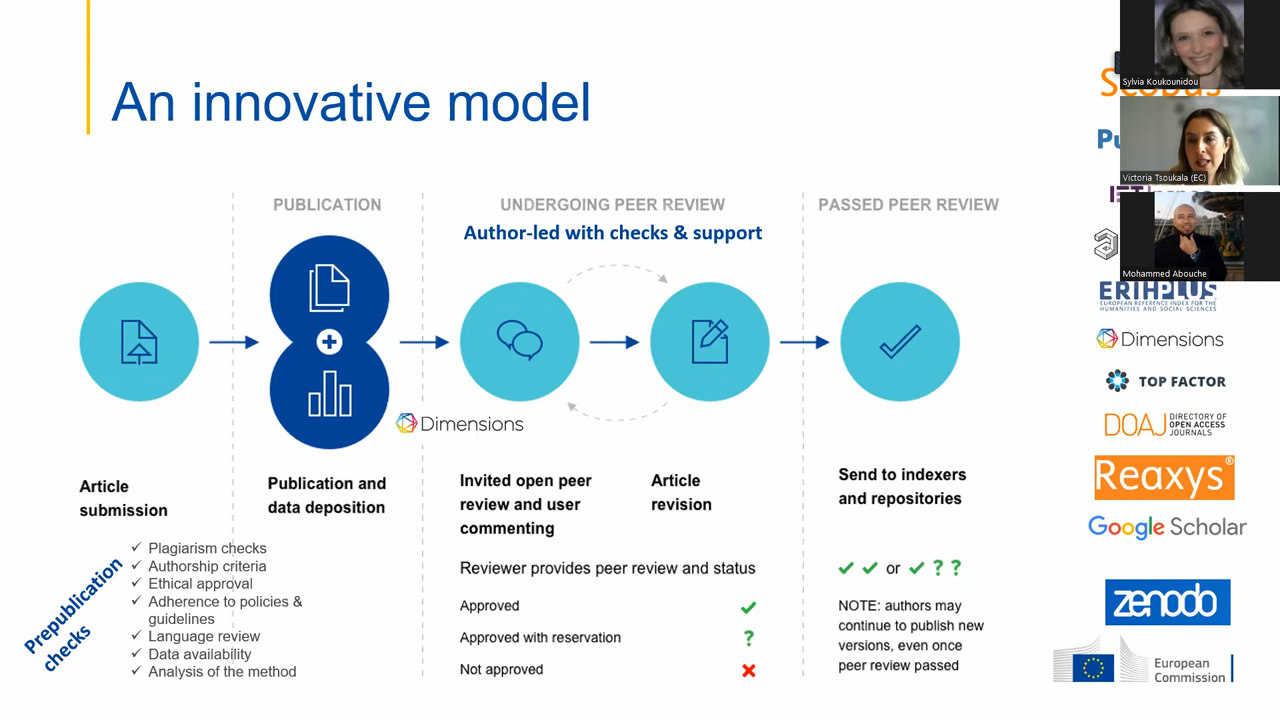 An innovative model
PUBLICATION
UNDERGOING PEER REVIEW
Author-led with checks & support
PASSED PEER REVIEW
Dimensions
Article
submission
Publication and
data deposition
Invited open peer
review and user
commenting
Article
revision
Send to indexers
and repositories
Prepublication
checks
Plagiarism checks
Authorship criteria
Ethical approval
Adherence to policies &
guidelines
Language review
Data availability
Analysis of the method
Reviewer provides peer review and status
Approved
Approved with reservation
?
Not approved
or ? ?
NOTE: authors may
continue to publish new
versions, even once
peer review passed
Sylvia Koukounidou
Victoria Tsoukala (EC)
Mohammed Abouche
ERIHPLUS
EUROPEAN REFERENCE INDEX FOR THE
HUMANITIES AND SOCIAL SCIENCES
Dimensions
TOP FACTOR
DOAJ DIRECTORY OF
OPEN ACCESS
JOURNALS
Reaxys®
Google Scholar
zenodo
European
Commission